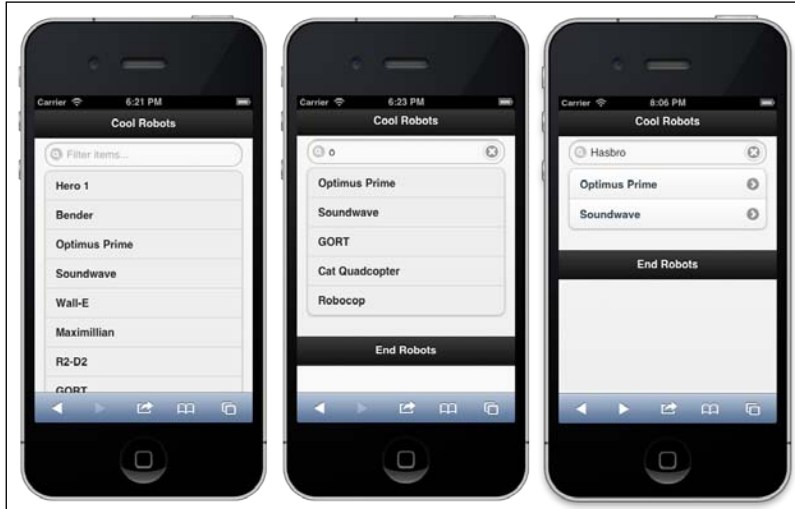 Carrier 6:21 PM
Cool Robots
Filter items...
Hero 1
Bender
Optimus Prime
Soundwave
Wall-E
Maximillian
R2-D2
GORT
Carrier 6:23 PM
Cool Robots
o
Optimus Prime
Soundwave
GORT
Cat Quadcopter
Robocop
End Robots
Carrier 8:06 PM
Cool Robots
Hasbro
Optimus Prime
Soundwave
End Robots